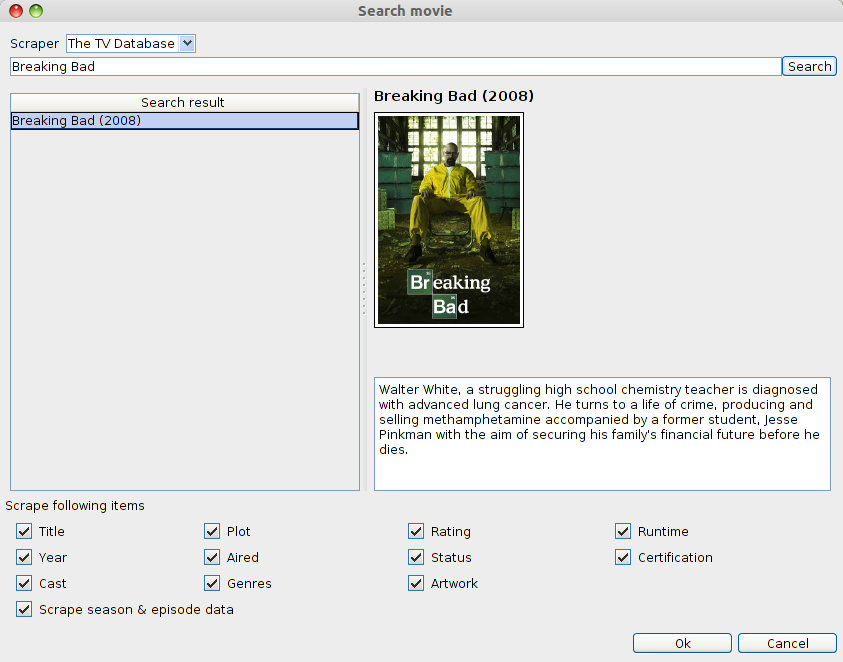 Search movie
Scraper The TV Database
Breaking Bad Search
Search result
Breaking Bad (2008)
Breaking Bad (2008)
Breaking
Bad
Walter White, a struggling high school chemistry teacher is diagnosed
with advanced lung cancer. He turns to a life of crime, producing and
selling methamphetamine accompanied by a former student, Jesse
Pinkman with the aim of securing his family's financial future before he
dies.
Scrape following items
Title Plot Rating Runtime
Year Aired Status Certification
Cast Genres Artwork
Scrape season & episode data
Ok Cancel